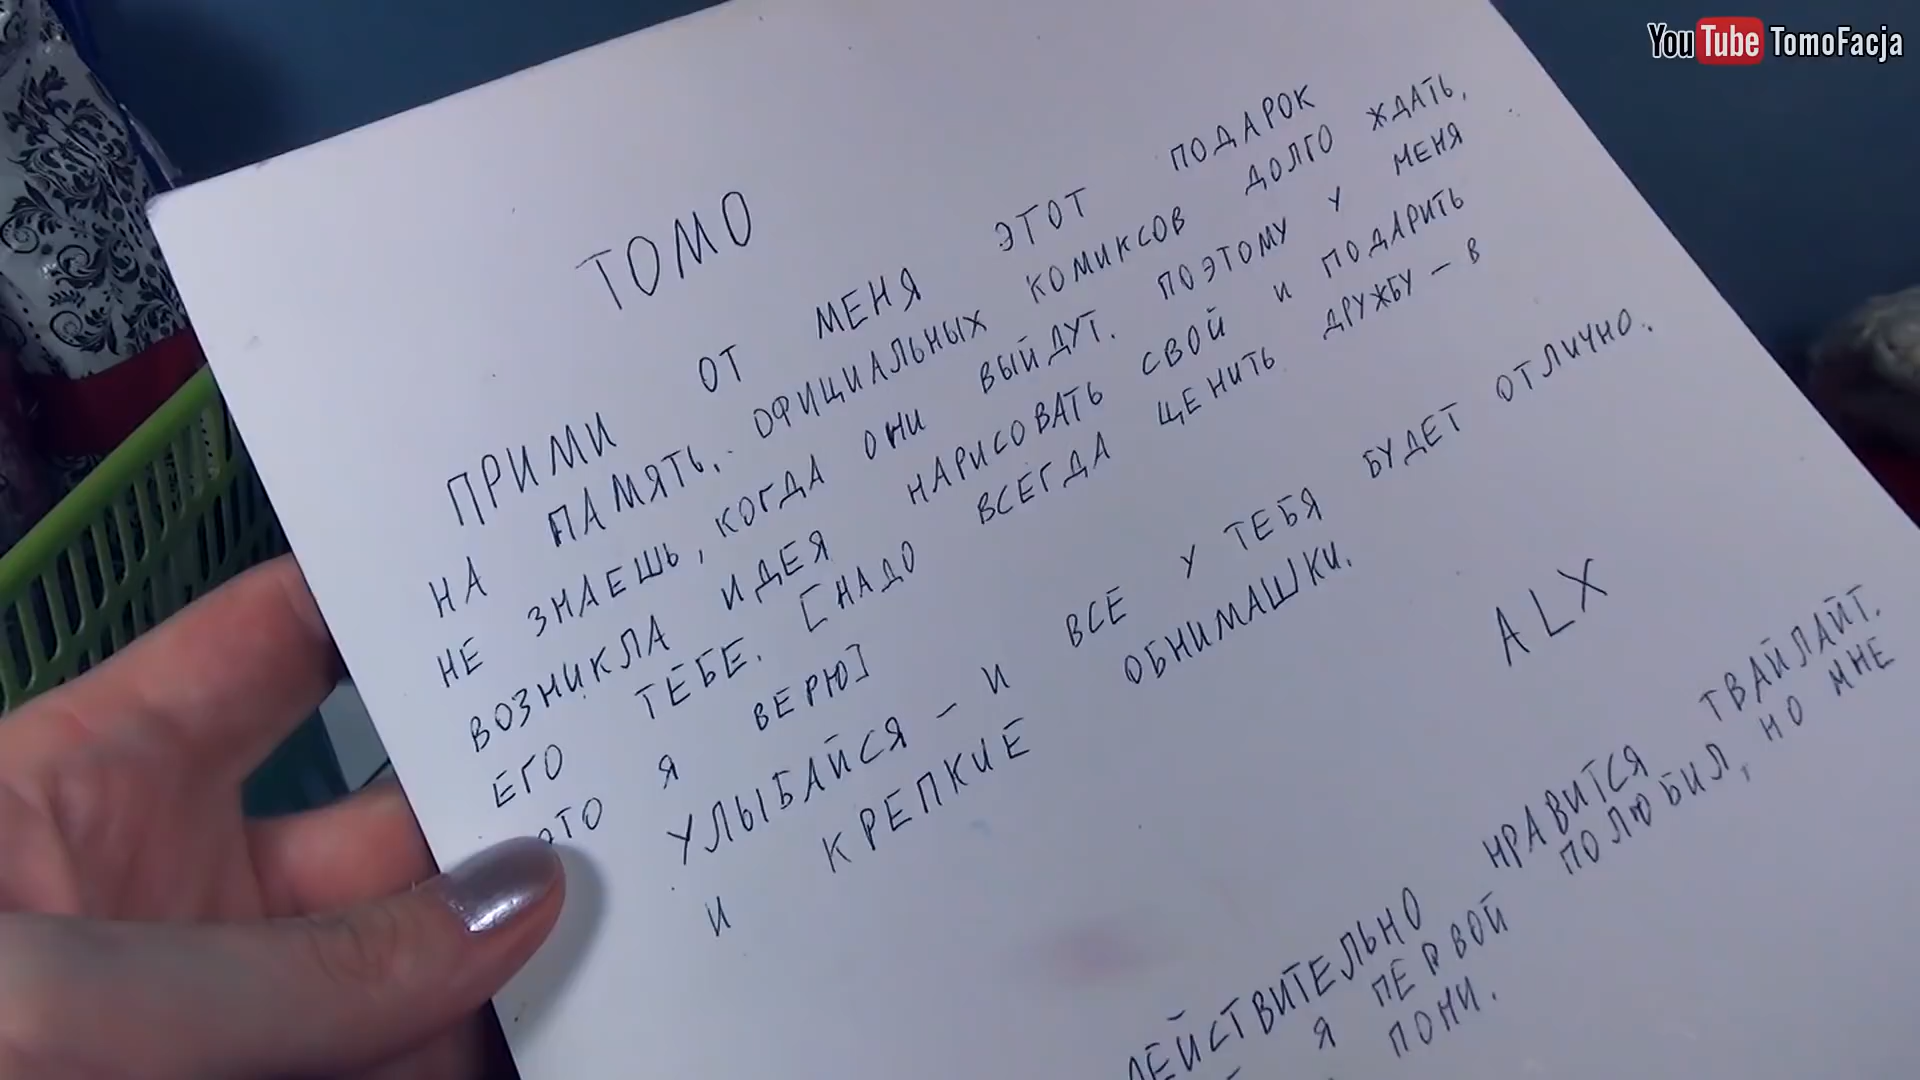 YouTube TomoFacja
ТОМО
ПРИМИ ОТ МЕНЯ ЭТОТ ПОДАРОК
НА ПАМЯТЬ. ОФИЦИАЛЬНЫХ КОМИКСОВ ДОЛГО ЖДАТЬ,
НЕ ЗНАЕШЬ, КОГДА ОНИ ВЫЙДУТ. ПОЭТОМУ У МЕНЯ
ВОЗНИКЛА ИДЕЯ НАРИСОВАТЬ СВОЙ И ПОДАРИТЬ
ЕГО ТЕБЕ. [НАДО ВСЕГДА ЦЕНИТЬ ДРУЖБУ – В
ЭТО Я ВЕРЮ]
УЛЫБАЙСЯ – И ВСЕ У ТЕБЯ БУДЕТ ОТЛИЧНО.
И КРЕПКИЕ ОБНИМАШКИ.
ALX
ДЕЙСТВИТЕЛЬНО НРАВИТСЯ ТВАЙЛАЙТ.
Я ПЕРВОЙ ПОЛЮБИЛ, НО МНЕ
ПОНИ.